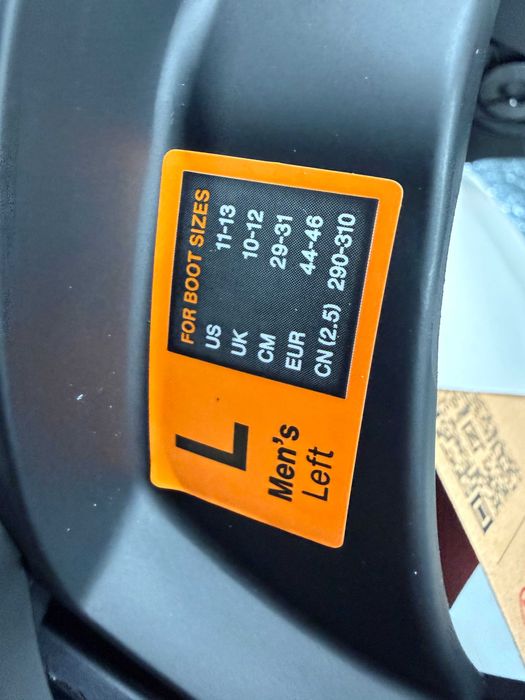 L
Men's
Left
FOR BOOT SIZES
US 11-13
UK 10-12
CM 29-31
EUR 44-46
CN (2.5) 290-310